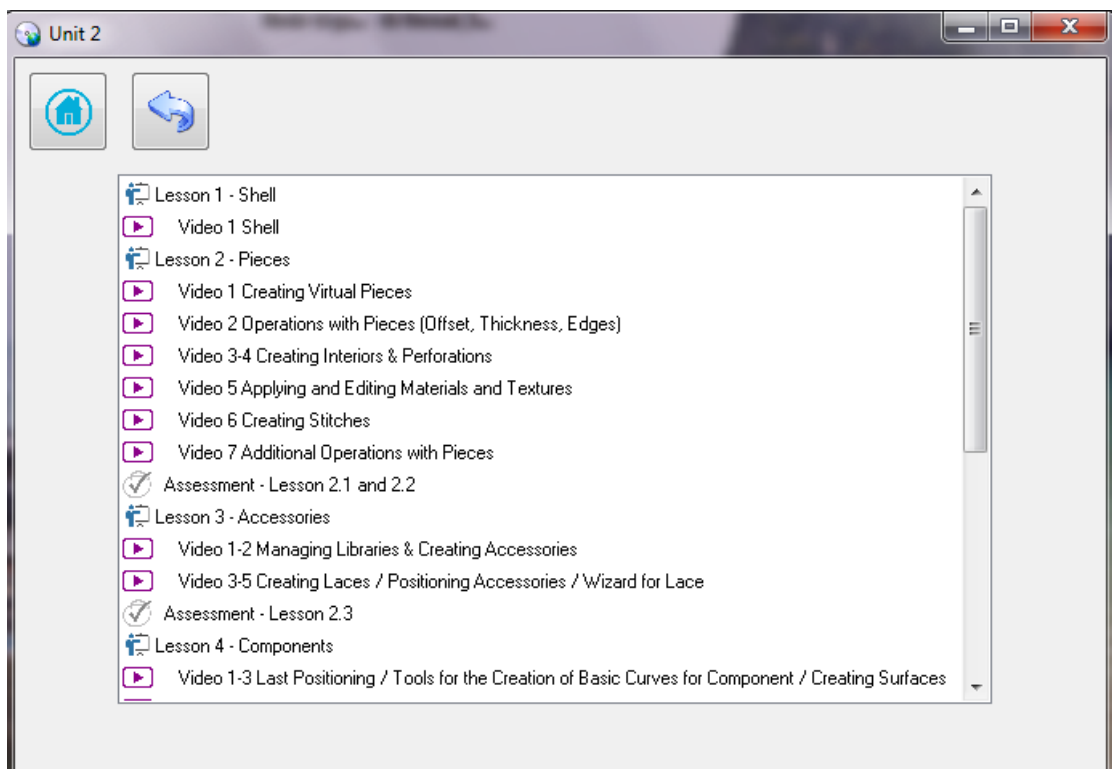 Unit 2
Lesson 1 - Shell
Video 1 Shell
Lesson 2 - Pieces
Video 1 Creating Virtual Pieces
Video 2 Operations with Pieces (Offset, Thickness, Edges)
Video 3-4 Creating Interiors & Perforations
Video 5 Applying and Editing Materials and Textures
Video 6 Creating Stitches
Video 7 Additional Operations with Pieces
Assessment - Lesson 2.1 and 2.2
Lesson 3 - Accessories
Video 1-2 Managing Libraries & Creating Accessories
Video 3-5 Creating Laces / Positioning Accessories / Wizard for Lace
Assessment - Lesson 2.3
Lesson 4 - Components
Video 1-3 Last Positioning / Tools for the Creation of Basic Curves for Component / Creating Surfaces